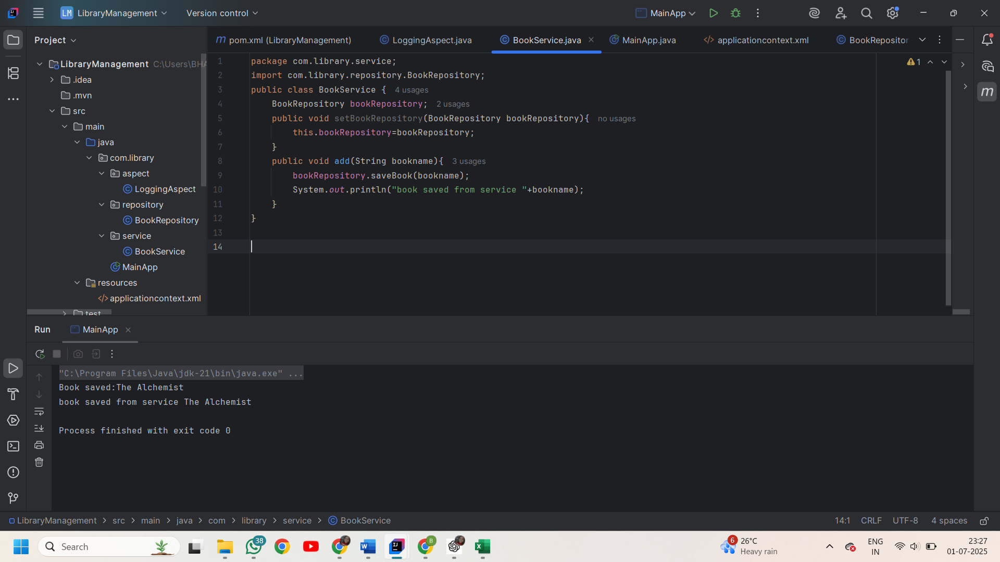 LM LibraryManagement
Version control
MainApp
Project
pom.xml (LibraryManagement)
LoggingAspect.java
BookService.java
MainApp.java
applicationcontext.xml
BookRepositor
LibraryManagement C:\Users\BHA
.idea
.mvn
src
main
java
com.library
aspect
LoggingAspect
repository
BookRepository
service
BookService
MainApp
resources
applicationcontext.xml
test
1
1 package com.library.service;
2 import com.library.repository.BookRepository;
3 public class BookService { 4 usages
4 BookRepository bookRepository; 2 usages
5 public void setBookRepository(BookRepository bookRepository){ no usages
6 this.bookRepository=bookRepository;
7 }
8 public void add(String bookname){ 3 usages
9 bookRepository.saveBook(bookname);
10 System.out.println("book saved from service "+bookname);
11 }
12 }
13
14
Run
MainApp
"C:\Program Files\Java\jdk-21\bin\java.exe" ...
Book saved:The Alchemist
book saved from service The Alchemist
Process finished with exit code 0
LibraryManagement > src > main > java > com > library > service > BookService
14:1 CRLF UTF-8 4 spaces
Search
38
6
26°C
Heavy rain
ENG
IN
23:27
01-07-2025